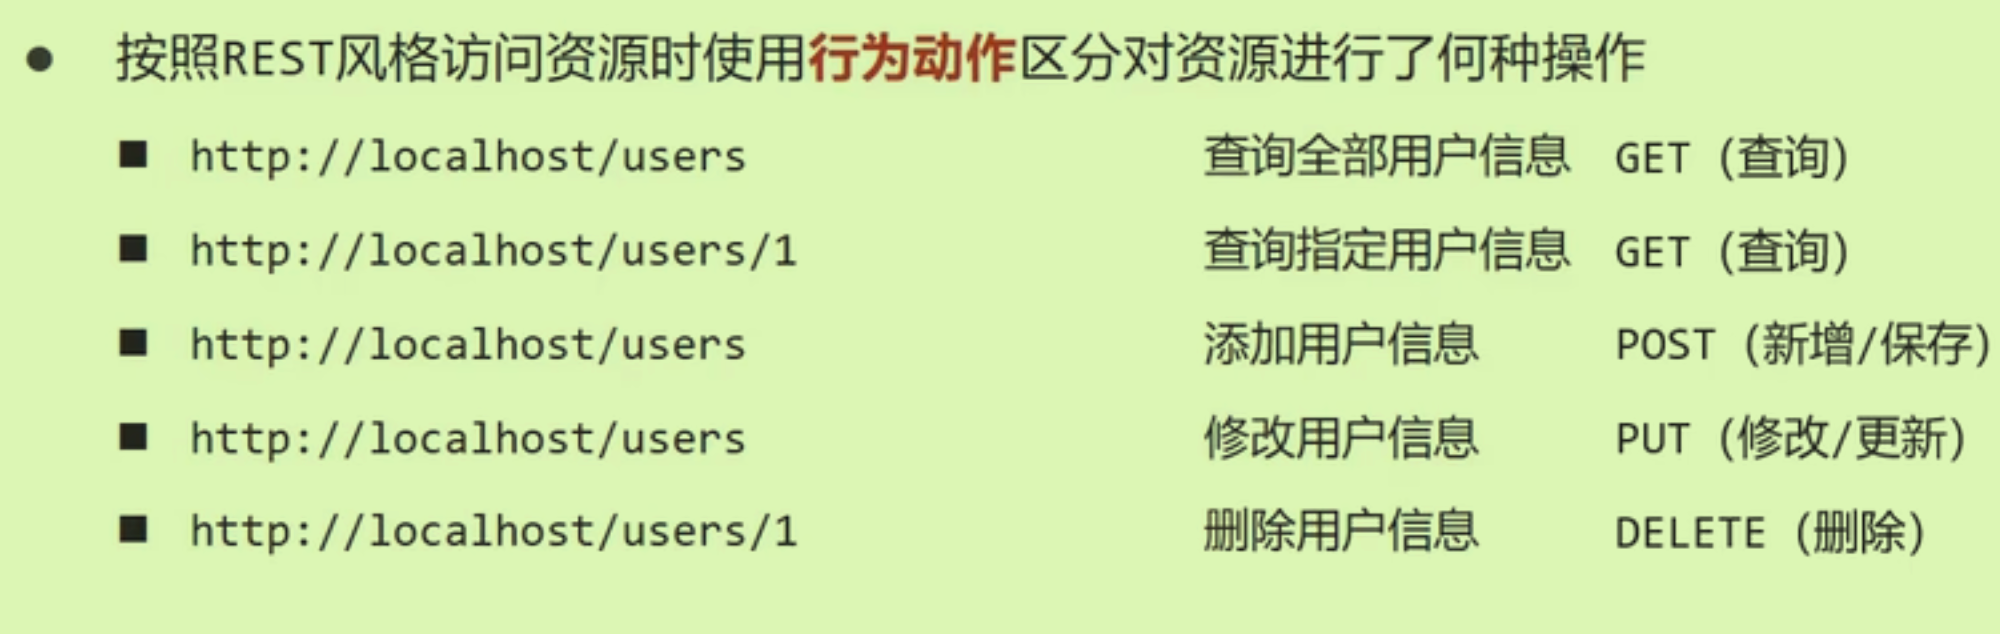 ● 按照REST风格访问资源时使用行为动作区分对资源进行了何种操作
■ http://localhost/users 查询全部用户信息 GET (查询)
■ http://localhost/users/1 查询指定用户信息 GET (查询)
■ http://localhost/users 添加用户信息 POST (新增/保存)
■ http://localhost/users 修改用户信息 PUT (修改/更新)
■ http://localhost/users/1 删除用户信息 DELETE (删除)